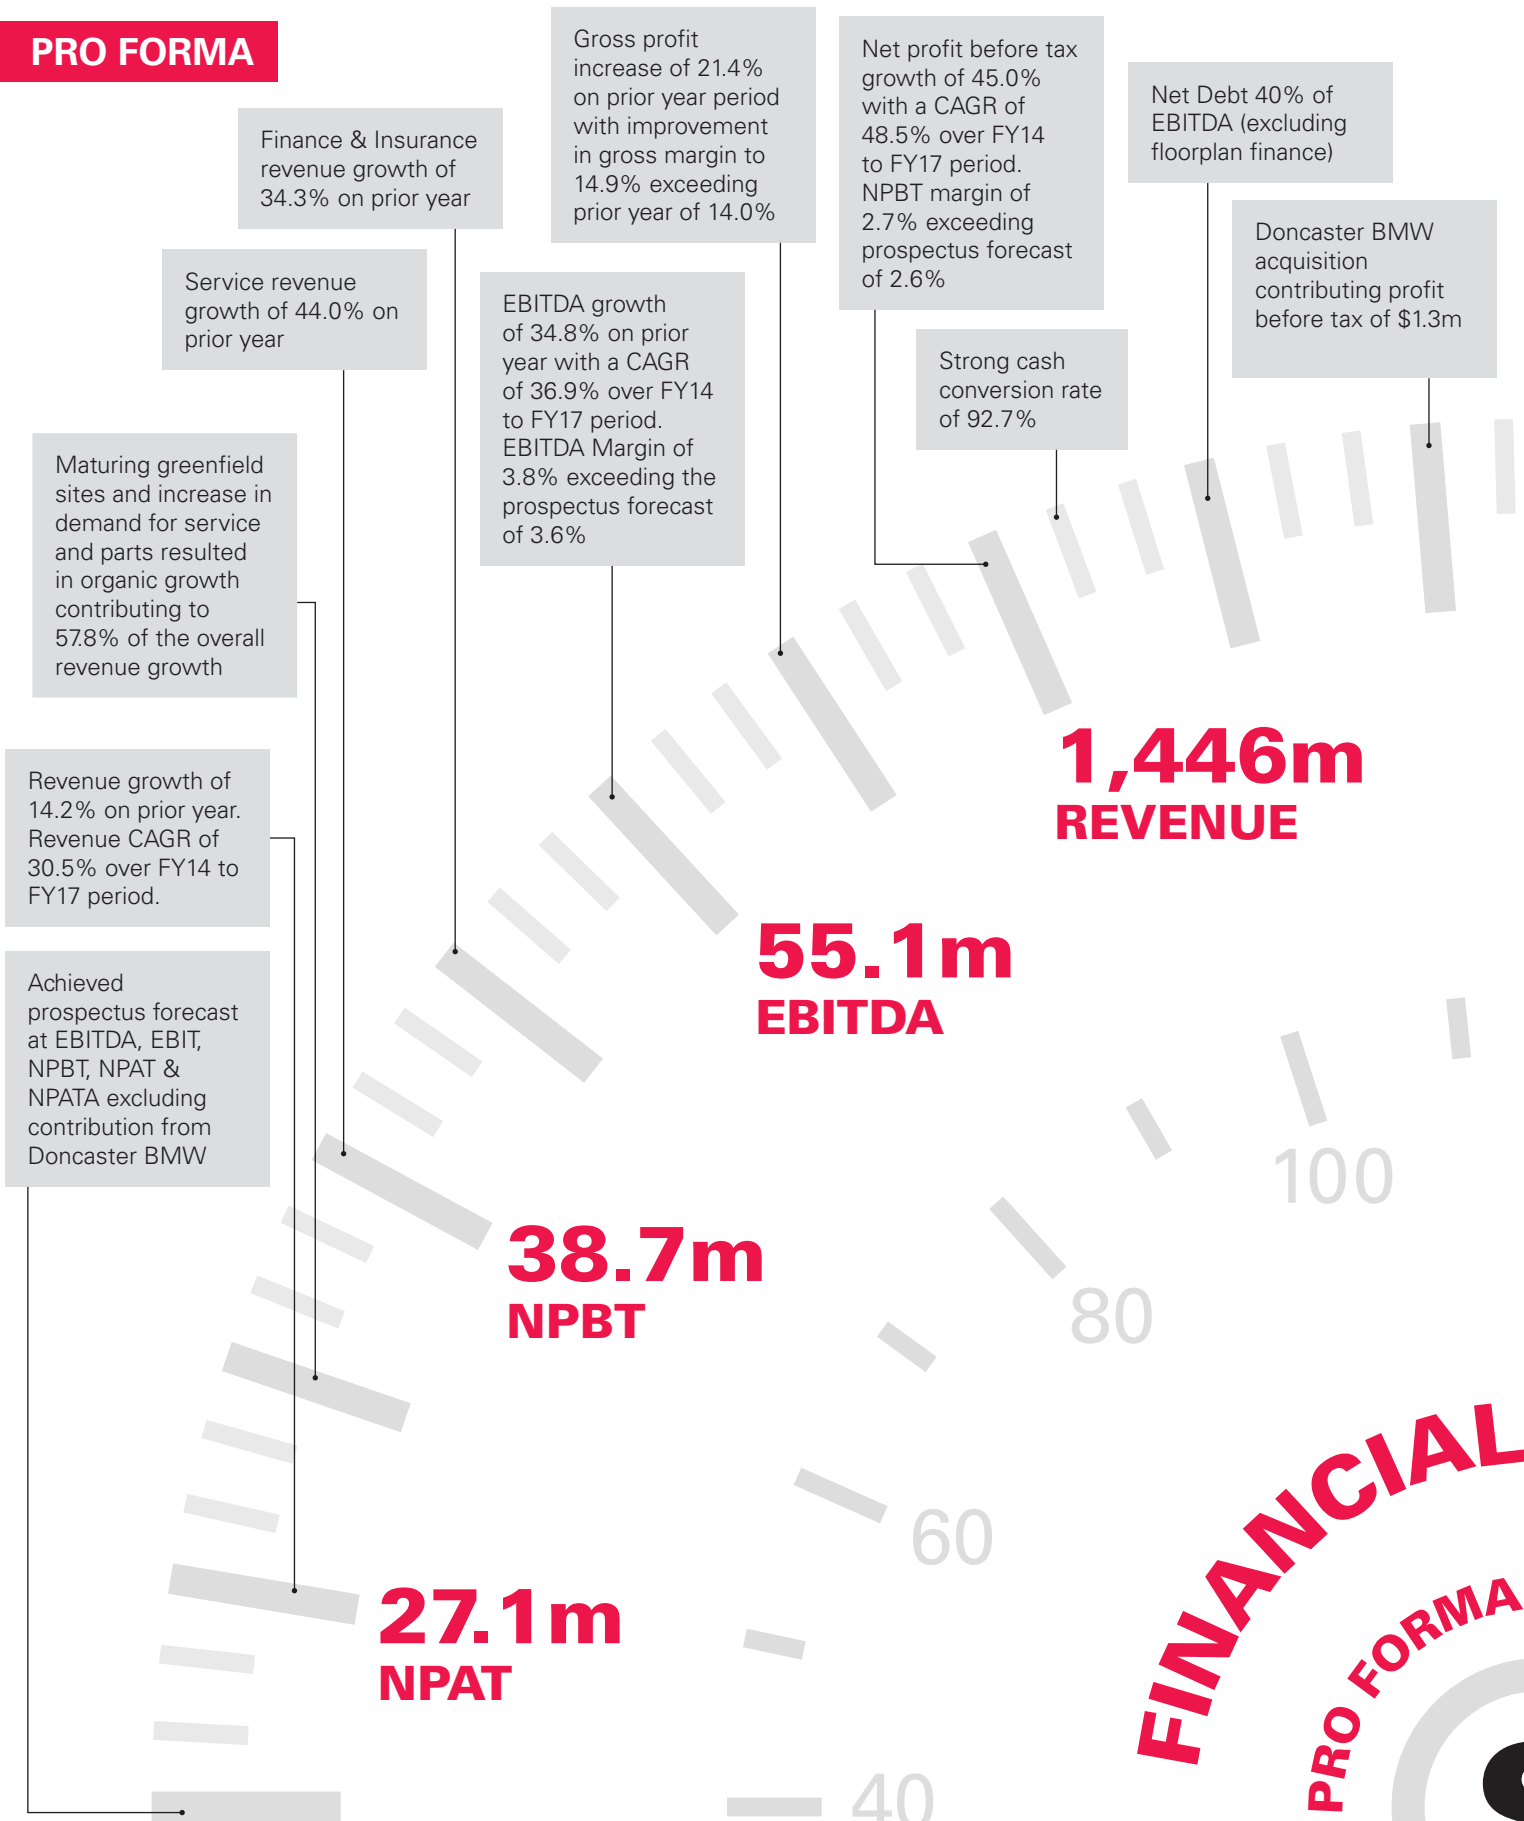 PRO FORMA
Gross profit
increase of 21.4%
on prior year period
with improvement
in gross margin to
14.9% exceeding
prior year of 14.0%
Net profit before tax
growth of 45.0%
with a CAGR of
48.5% over FY14
to FY17 period.
NPBT margin of
2.7% exceeding
prospectus forecast
of 2.6%
Net Debt 40% of
EBITDA (excluding
floorplan finance)
Finance & Insurance
revenue growth of
34.3% on prior year
Doncaster BMW
acquisition
contributing profit
before tax of $1.3m
Service revenue
growth of 44.0% on
prior year
EBITDA growth
of 34.8% on prior
year with a CAGR
of 36.9% over FY14
to FY17 period.
EBITDA Margin of
3.8% exceeding the
prospectus forecast
of 3.6%
Strong cash
conversion rate
of 92.7%
Maturing greenfield
sites and increase in
demand for service
and parts resulted
in organic growth
contributing to
57.8% of the overall
revenue growth
Revenue growth of
14.2% on prior year.
Revenue CAGR of
30.5% over FY14 to
FY17 period.
Achieved
prospectus forecast
at EBITDA, EBIT,
NPBT, NPAT &
NPATA excluding
contribution from
Doncaster BMW
1,446m
REVENUE
55.1m
EBITDA
38.7m
NPBT
27.1m
NPAT
100
80
60
40
FINANCIAL
PRO FORMA